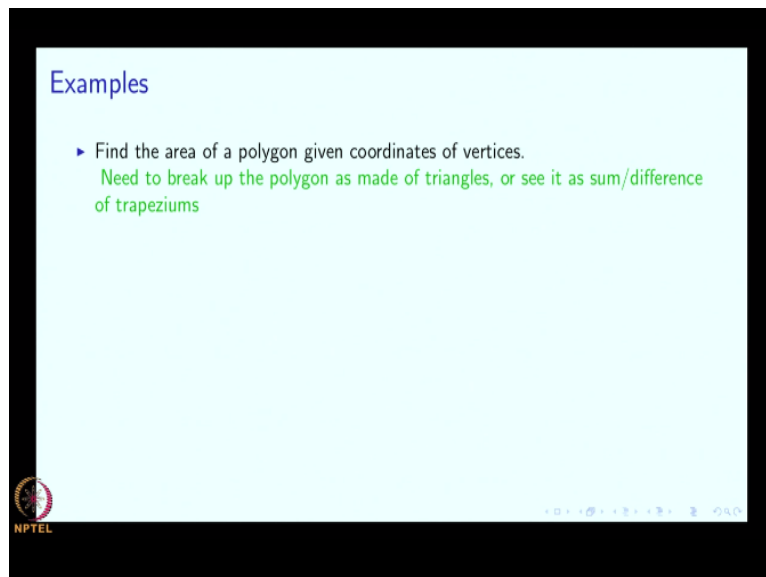 Examples
▸ Find the area of a polygon given coordinates of vertices.
Need to break up the polygon as made of triangles, or see it as sum/difference
of trapeziums
NPTEL